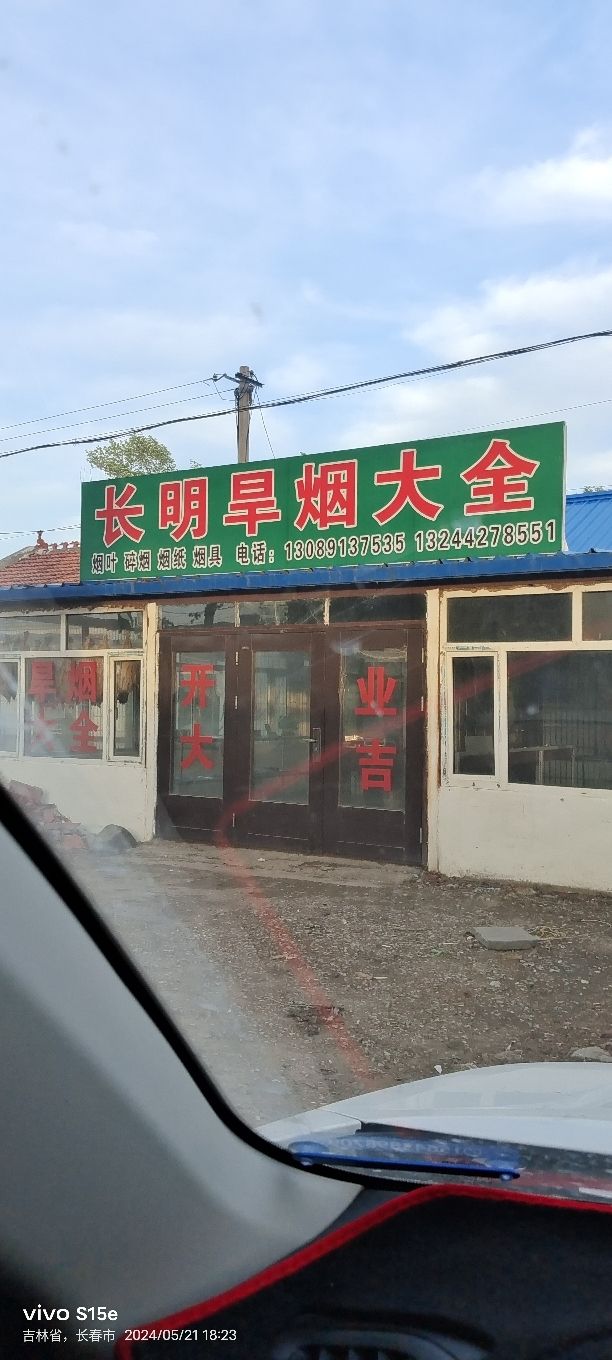 长明旱烟大全
烟叶 碎烟 烟纸 烟具 电话：13089137535 13244278551
旱烟
大全
开业
大吉
vivo S15e
吉林省，长春市 2024/05/21 18:23